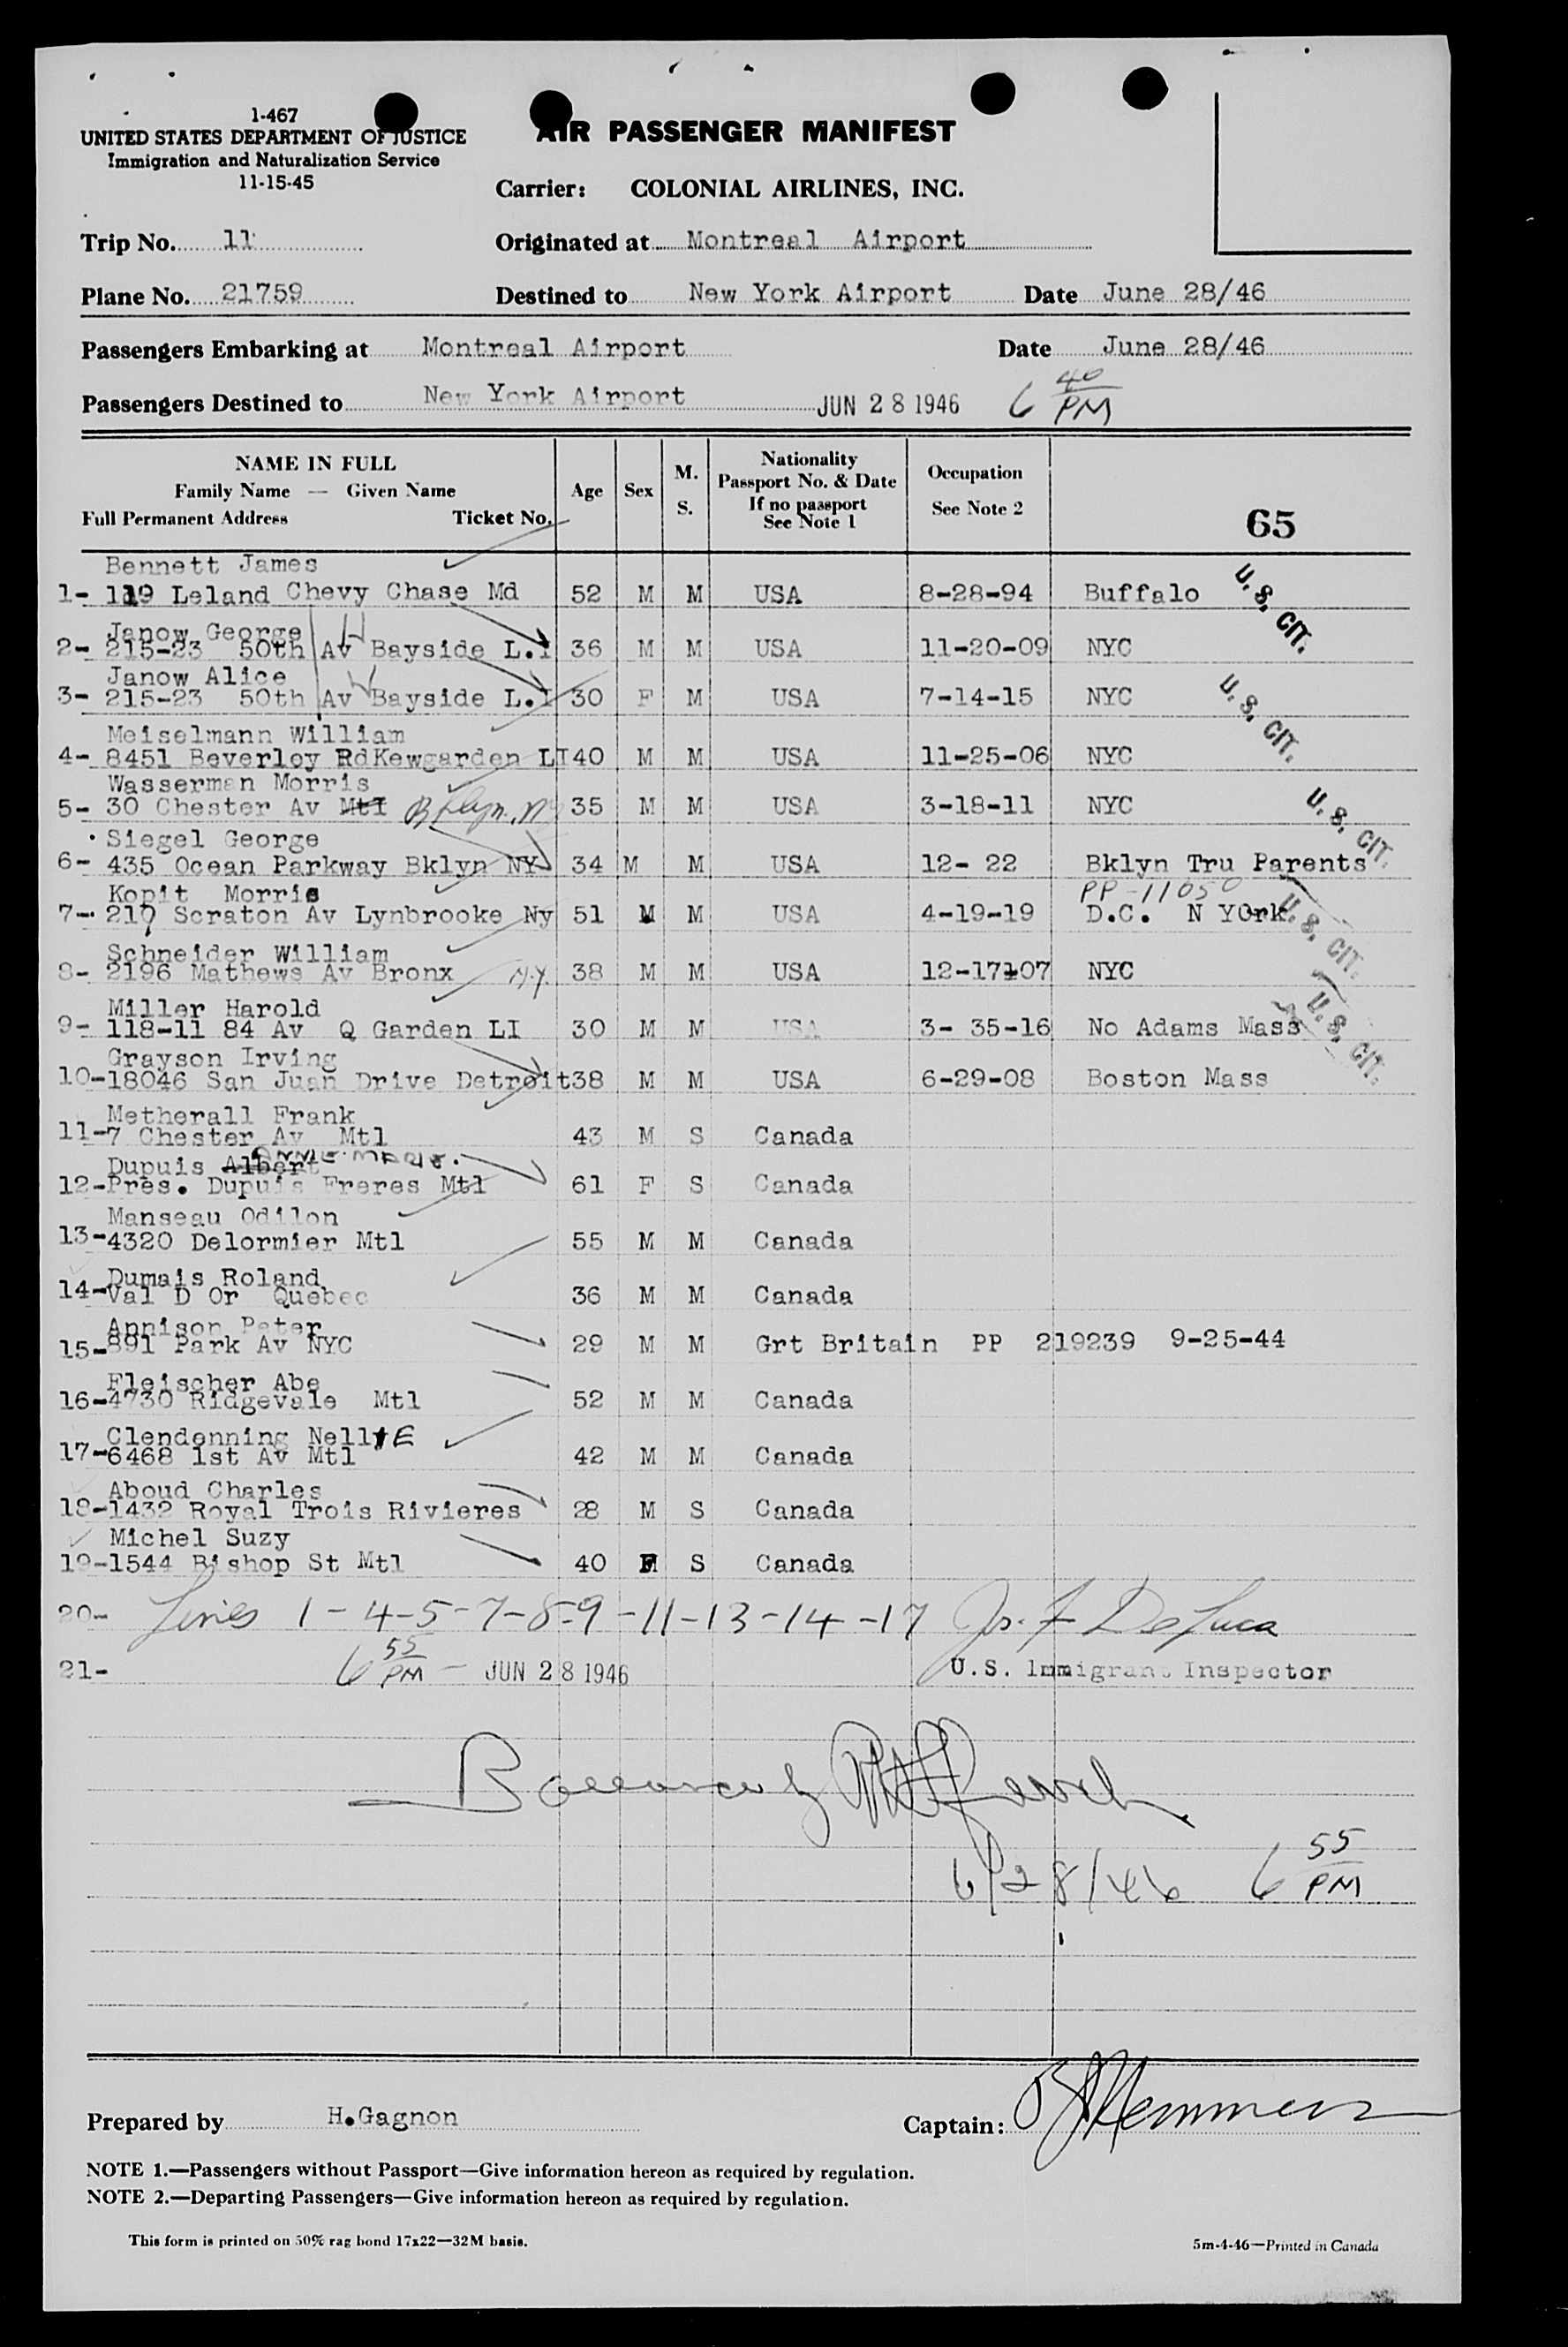 1-467
UNITED STATES DEPARTMENT OF JUSTICE
Immigration and Naturalization Service
11-15-45
AIR PASSENGER MANIFEST
Carrier: COLONIAL AIRLINES, INC.
Trip No. 11 Originated at Montreal Airport
Plane No. 21759 Destined to New York Airport Date June 28/46
Passengers Embarking at Montreal Airport Date June 28/46
Passengers Destined to New York Airport JUN 28 1946 6 40 PM
NAME IN FULL
Family Name — Given Name
Full Permanent Address Ticket No.
Age
Sex
M. S.
Nationality
Passport No. & Date
If no passport
See Note 1
Occupation
See Note 2
65
Bennett James
1- 119 Leland Chevy Chase Md 52 M M USA 8-28-94 Buffalo U. S. CIT.
Janow George
2- 215-23 50th Av Bayside L.I 36 M M USA 11-20-09 NYC
Janow Alice
3- 215-23 50th Av Bayside L.I 30 F M USA 7-14-15 NYC U. S. CIT.
Meiselmann William
4- 8451 Beverley Rd Kewgarden LI 40 M M USA 11-25-06 NYC
Wasserman Morris
5- 30 Chester Av Mtl Bklyn. NY 35 M M USA 3-18-11 NYC U. S. CIT.
Siegel George
6- 435 Ocean Parkway Bklyn NY 34 M M USA 12- 22 Bklyn Tru Parents
Kopit Morris PP-11050
7- 217 Scraton Av Lynbrooke Ny 51 M M USA 4-19-19 D.C. N YOrk U. S. CIT.
Schneider William
8- 2196 Mathews Av Bronx N.Y. 38 M M USA 12-17-07 NYC
Miller Harold
9- 118-11 84 Av Q Garden LI 30 M M USA 3- 35-16 No Adams Mass U. S. CIT.
Grayson Irving
10-18046 San Juan Drive Detroit 38 M M USA 6-29-08 Boston Mass
Metherall Frank
11-7 Chester Av Mtl 43 M S Canada
Dupuis Albert ANNIE-MARIE.
12-Pres. Dupuis Freres Mtl 61 F S Canada
Manseau Odilon
13-4320 Delormier Mtl 55 M M Canada
Dumais Roland
14-Val D Or Quebec 36 M M Canada
Annison Peter
15-891 Park Av NYC 29 M M Grt Britain PP 219239 9-25-44
Fleischer Abe
16-4730 Ridgevale Mtl 52 M M Canada
Clendenning NellIE
17-6468 1st Av Mtl 42 M M Canada
Aboud Charles
18-1432 Royal Trois Rivieres 28 M S Canada
Michel Suzy
19-1544 Bishop St Mtl 40 F S Canada
20- Lines 1-4-5-7-8-9-11-13-14-17 Jos. F DeLuca
21- 6 55 PM - JUN 28 1946 U.S. Immigrant Inspector
Balance by
6/28/46 6 55 PM
Prepared by H.Gagnon Captain:
NOTE 1.—Passengers without Passport—Give information hereon as required by regulation.
NOTE 2.—Departing Passengers—Give information hereon as required by regulation.
This form is printed on 50% rag bond 17x22—32M basis. 5m-4-46—Printed in Canada